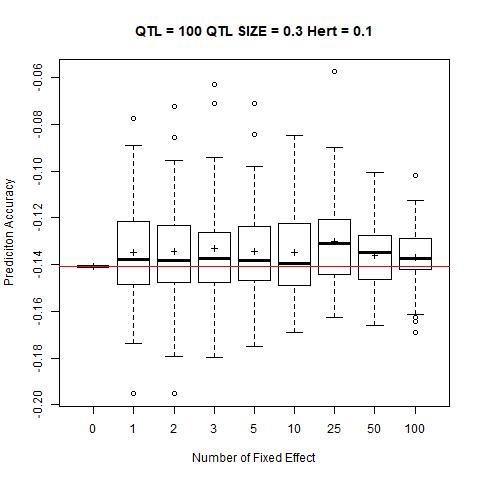 QTL = 100 QTL SIZE = 0.3 Hert = 0.1
Prediciton Accuracy
-0.06
-0.08
-0.10
-0.12
-0.14
-0.16
-0.18
-0.20
0 1 2 3 5 10 25 50 100
Number of Fixed Effect